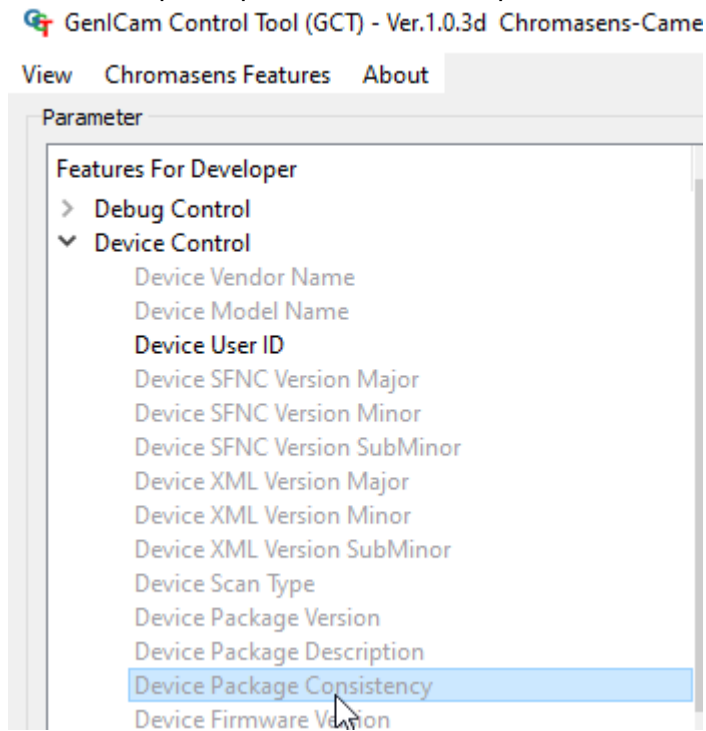 GenICam Control Tool (GCT) - Ver.1.0.3d Chromasens-Came
View Chromasens Features About
Parameter
Features For Developer
Debug Control
Device Control
Device Vendor Name
Device Model Name
Device User ID
Device SFNC Version Major
Device SFNC Version Minor
Device SFNC Version SubMinor
Device XML Version Major
Device XML Version Minor
Device XML Version SubMinor
Device Scan Type
Device Package Version
Device Package Description
Device Package Consistency
Device Firmware Version